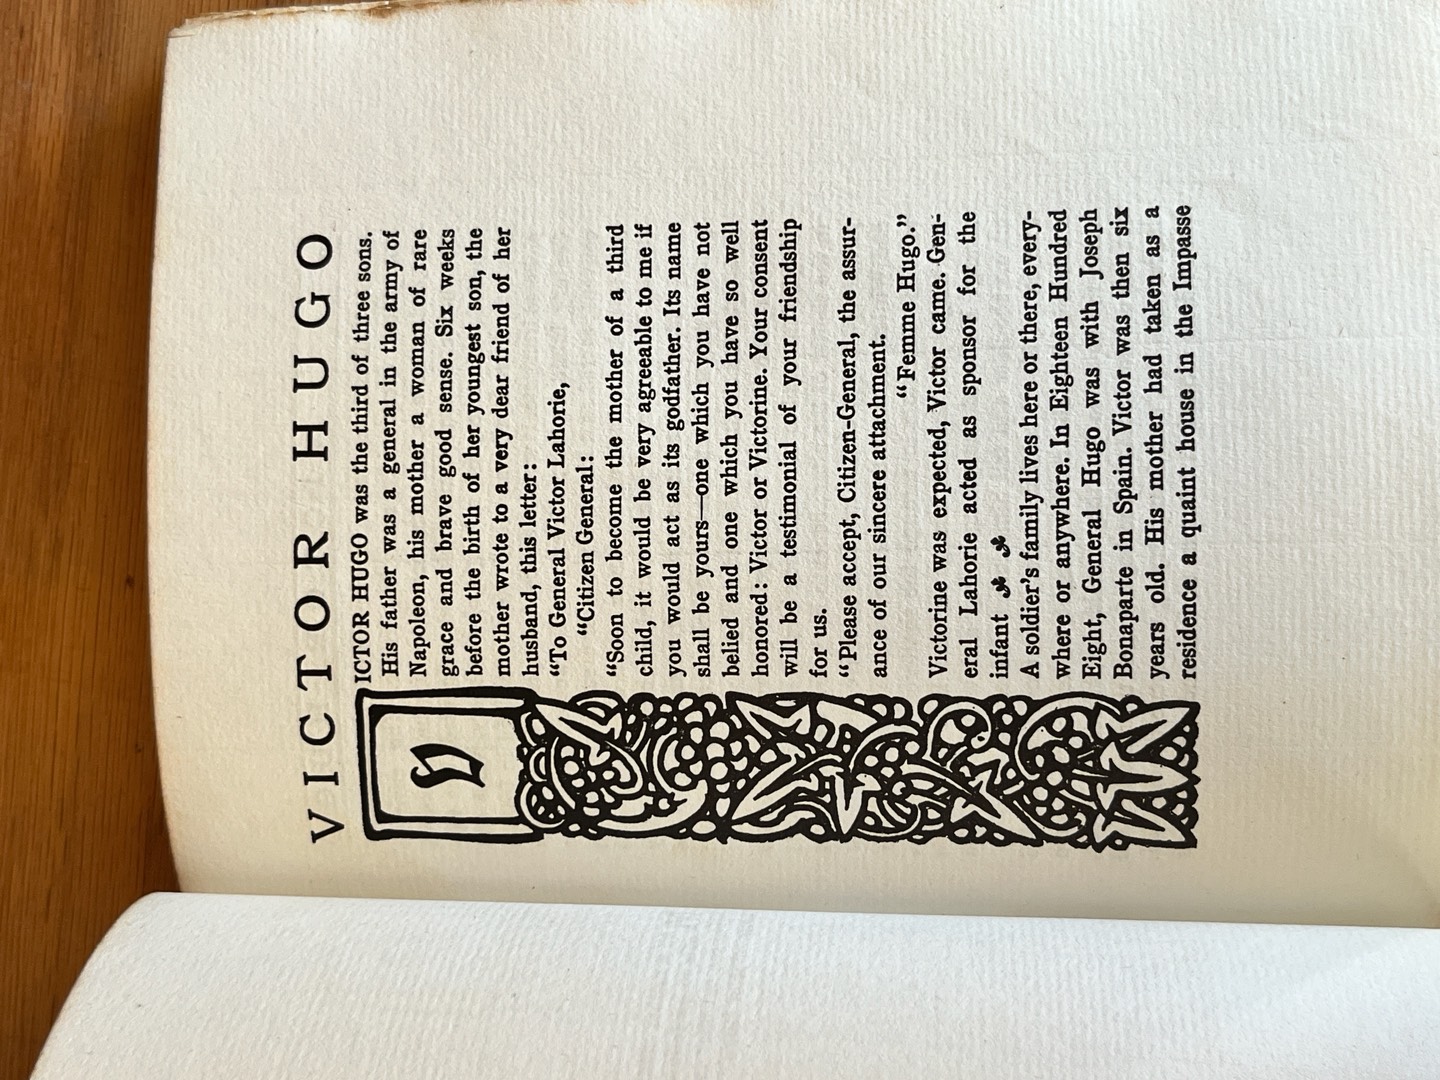 VICTOR HUGO
VICTOR HUGO was the third of three sons.
His father was a general in the army of
Napoleon, his mother a woman of rare
grace and brave good sense. Six weeks
before the birth of her youngest son, the
mother wrote to a very dear friend of her
husband, this letter:
“To General Victor Lahorie,
“Citizen General:
“Soon to become the mother of a third
child, it would be very agreeable to me if
you would act as its godfather. Its name
shall be yours—one which you have not
belied and one which you have so well
honored: Victor or Victorine. Your consent
will be a testimonial of your friendship
for us.
“Please accept, Citizen-General, the assur-
ance of our sincere attachment.
“Femme Hugo.”
Victorine was expected, Victor came. Gen-
eral Lahorie acted as sponsor for the
infant
A soldier’s family lives here or there, every-
where or anywhere. In Eighteen Hundred
Eight, General Hugo was with Joseph
Bonaparte in Spain. Victor was then six
years old. His mother had taken as a
residence a quaint house in the Impasse